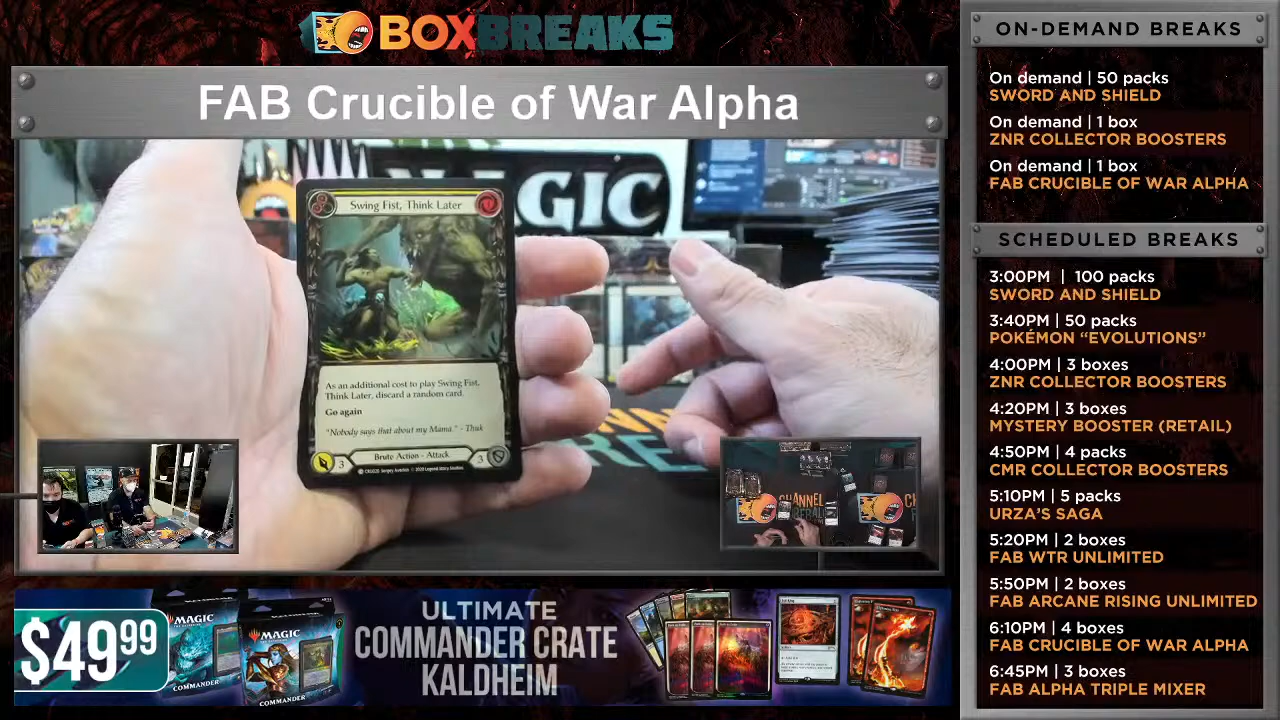 BOXBREAKS
FAB Crucible of War Alpha
MAGIC
Swing Fist, Think Later
As an additional cost to play Swing Fist,
Think Later, discard a random card.
Go again
"Nobody says that about my Mama." - Thuk
3
Brute Action - Attack
3
CHANNEL
$49.99
MAGIC
COMMANDER
MAGIC
COMMANDER
ULTIMATE
COMMANDER CRATE
KALDHEIM
ON-DEMAND BREAKS
On demand | 50 packs
SWORD AND SHIELD
On demand | 1 box
ZNR COLLECTOR BOOSTERS
On demand | 1 box
FAB CRUCIBLE OF WAR ALPHA
SCHEDULED BREAKS
3:00PM | 100 packs
SWORD AND SHIELD
3:40PM | 50 packs
POKÉMON “EVOLUTIONS”
4:00PM | 3 boxes
ZNR COLLECTOR BOOSTERS
4:20PM | 3 boxes
MYSTERY BOOSTER (RETAIL)
4:50PM | 4 packs
CMR COLLECTOR BOOSTERS
5:10PM | 5 packs
URZA'S SAGA
5:20PM | 2 boxes
FAB WTR UNLIMITED
5:50PM | 2 boxes
FAB ARCANE RISING UNLIMITED
6:10PM | 4 boxes
FAB CRUCIBLE OF WAR ALPHA
6:45PM | 3 boxes
FAB ALPHA TRIPLE MIXER